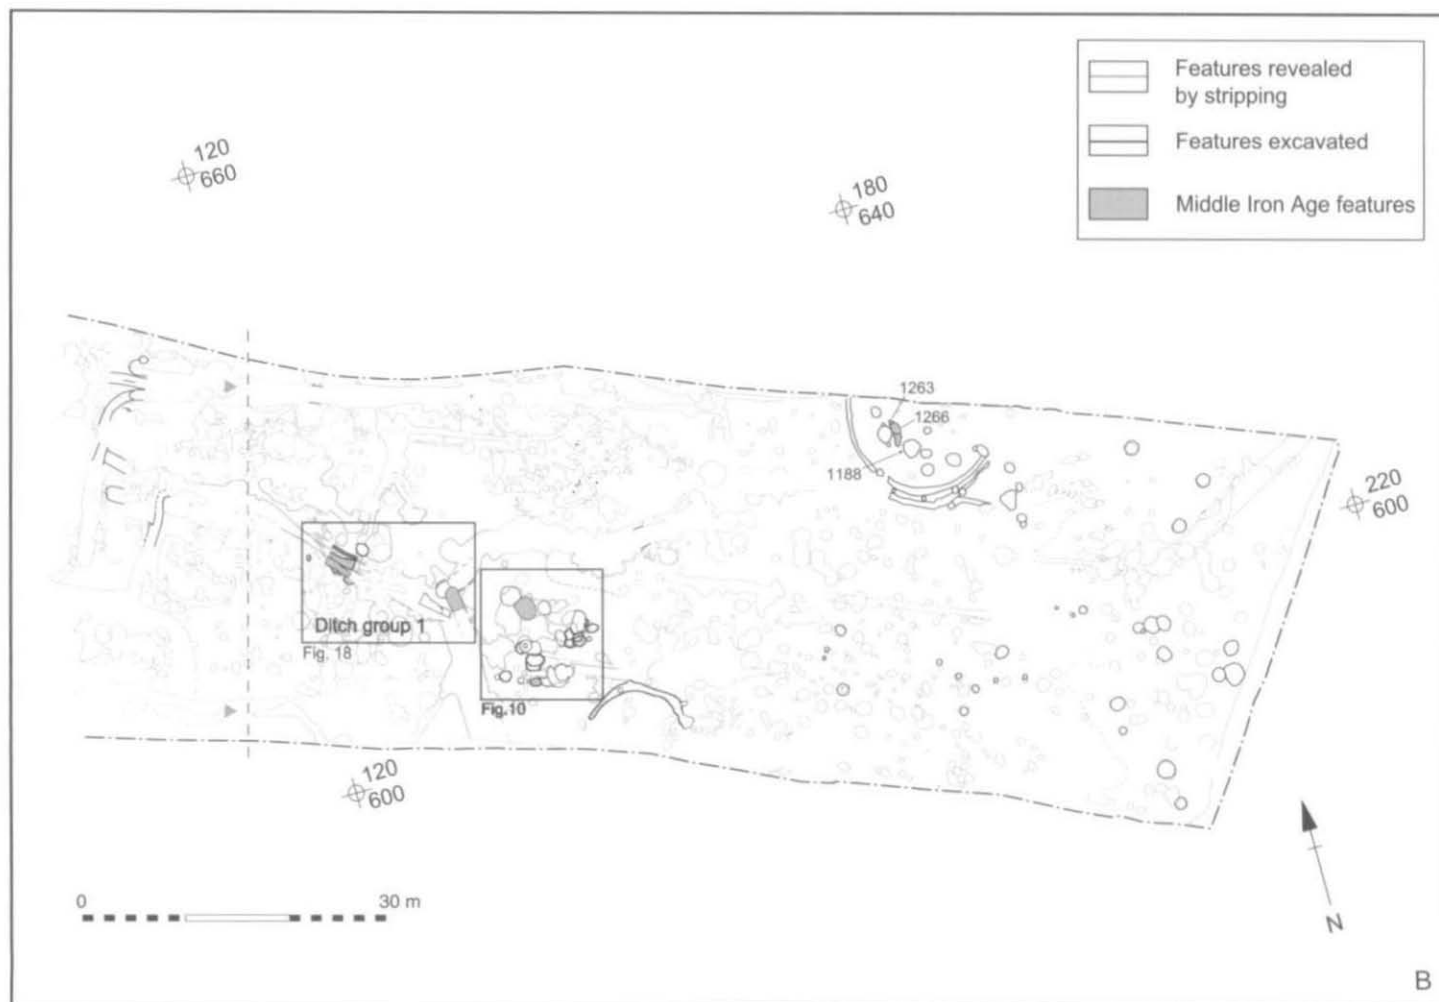 Features revealed
by stripping
Features excavated
Middle Iron Age features
120
660
180
640
1263
1266
1188
220
600
Ditch group 1
Fig. 18
Fig.10
120
600
0 30 m
N
B